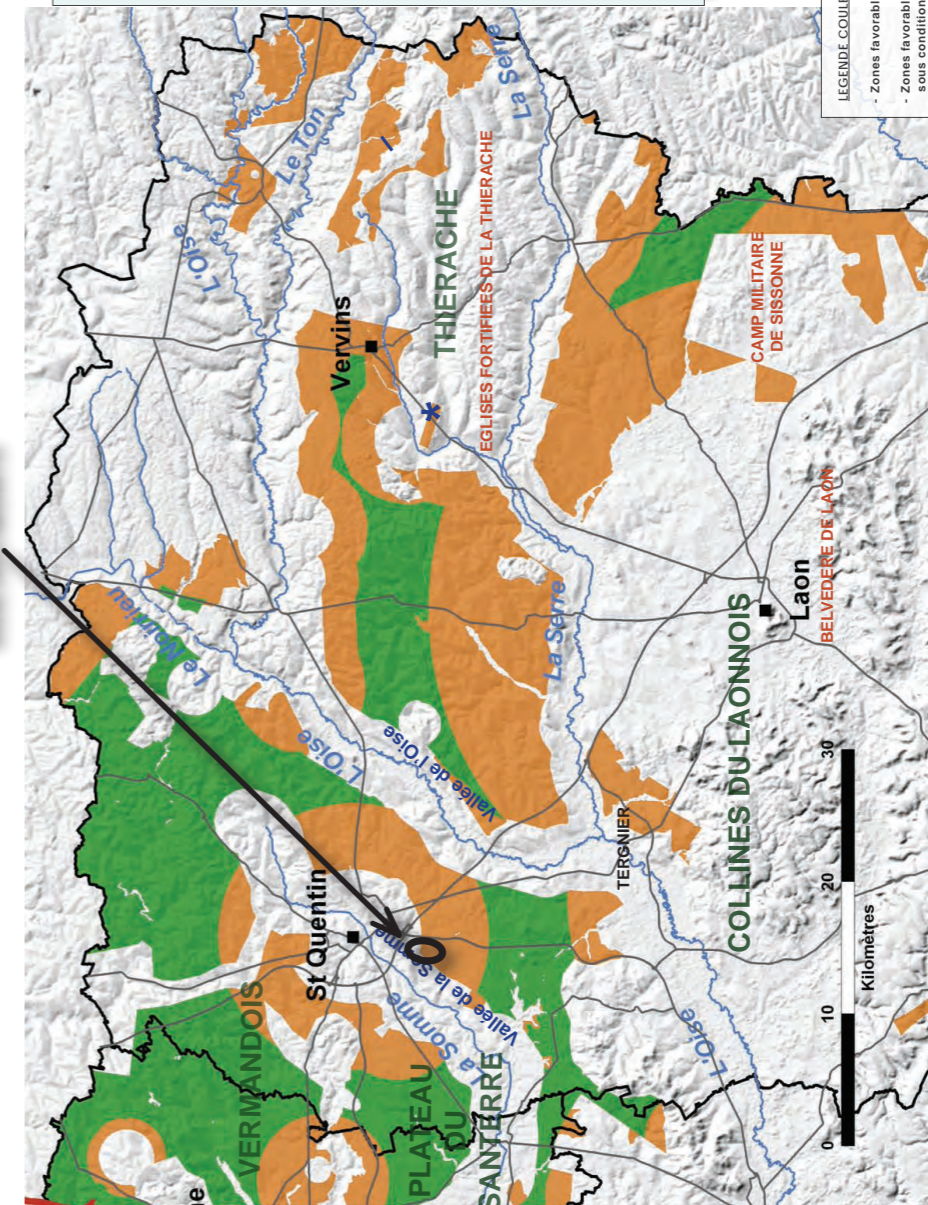 LEGENDE COULE
- Zones favorabl
- Zones favorabl
sous condition
La Serre
Le Ton
L'Oise
THIERACHE
EGLISES FORTIFIEES DE LA THIERACHE
Vervins
CAMP MILITAIRE
DE SISSONNE
Le Noirrieu
L'Oise
Vallée de l'Oise
La Serre
BELVEDERE DE LAON
Laon
COLLINES DU LAONNOIS
TERGNIER
St Quentin
Vallée de la Somme
La Somme
VERMANDOIS
PLATEAU
DU
SANTERRE
L'Oise
0 10 20 30
Kilomètres
ne